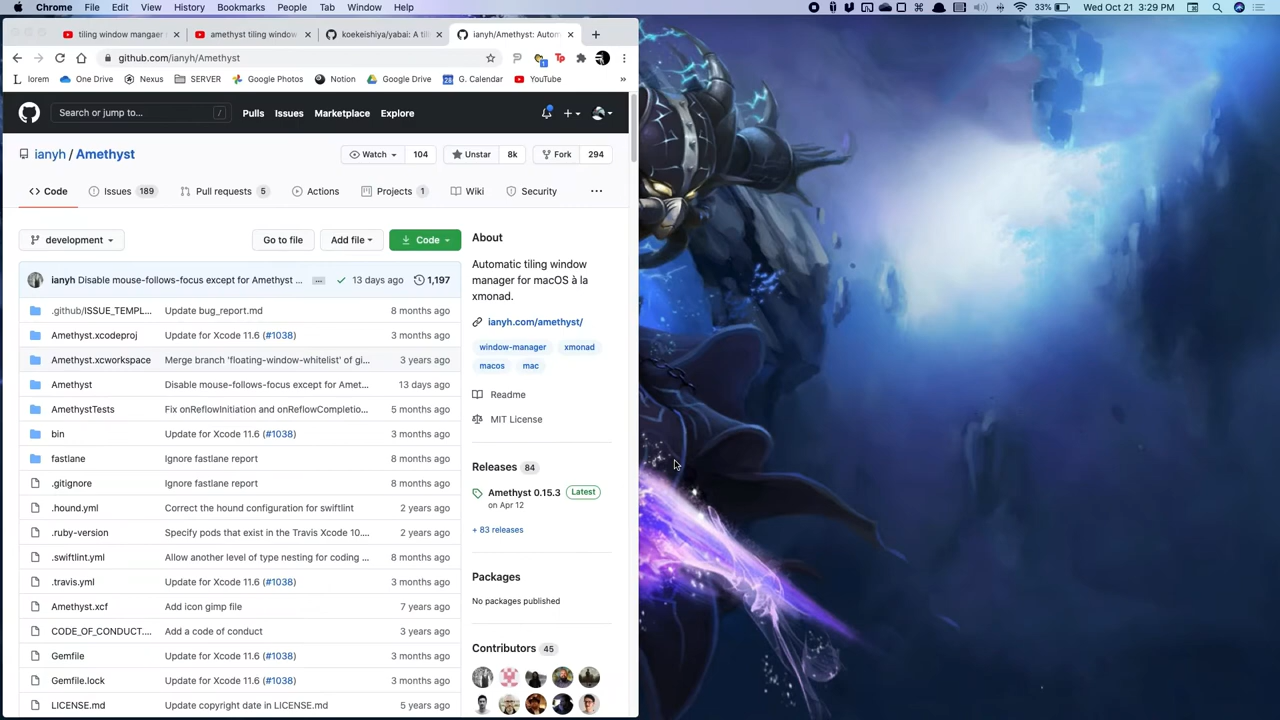 Chrome File Edit View History Bookmarks People Tab Window Help 33% Wed Oct 21 3:29 PM
tiling window mangaer
amethyst tiling window
koekeishiya/yabai: A til
ianyh/Amethyst: Autom
github.com/ianyh/Amethyst
lorem One Drive Nexus SERVER Google Photos Notion Google Drive G. Calendar YouTube »
Search or jump to... /
Pulls Issues Marketplace Explore
ianyh / Amethyst
Watch 104 Unstar 8k Fork 294
Code Issues 189 Pull requests 5 Actions Projects 1 Wiki Security ...
development Go to file Add file Code
ianyh Disable mouse-follows-focus except for Amethyst ... ... 13 days ago 1,197
.github/ISSUE_TEMPL... Update bug_report.md 8 months ago
Amethyst.xcodeproj Update for Xcode 11.6 (#1038) 3 months ago
Amethyst.xcworkspace Merge branch 'floating-window-whitelist' of gi... 3 years ago
Amethyst Disable mouse-follows-focus except for Amet... 13 days ago
AmethystTests Fix onReflowInitiation and onReflowCompletio... 5 months ago
bin Update for Xcode 11.6 (#1038) 3 months ago
fastlane Ignore fastlane report 8 months ago
.gitignore Ignore fastlane report 8 months ago
.hound.yml Correct the hound configuration for swiftlint 2 years ago
.ruby-version Specify pods that exist in the Travis Xcode 10.... 2 years ago
.swiftlint.yml Allow another level of type nesting for coding ... 8 months ago
.travis.yml Update for Xcode 11.6 (#1038) 3 months ago
Amethyst.xcf Add icon gimp file 7 years ago
CODE_OF_CONDUCT.... Add a code of conduct 3 years ago
Gemfile Update for Xcode 11.6 (#1038) 3 months ago
Gemfile.lock Update for Xcode 11.6 (#1038) 3 months ago
LICENSE.md Update copyright date in LICENSE.md 5 years ago
About
Automatic tiling window
manager for macOS à la
xmonad.
ianyh.com/amethyst/
window-manager xmonad
macos mac
Readme
MIT License
Releases 84
Amethyst 0.15.3 Latest
on Apr 12
+ 83 releases
Packages
No packages published
Contributors 45